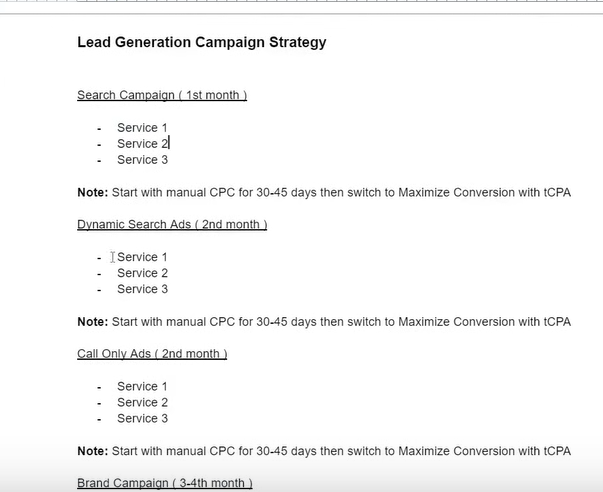 Lead Generation Campaign Strategy
Search Campaign ( 1st month )
- Service 1
- Service 2
- Service 3
Note: Start with manual CPC for 30-45 days then switch to Maximize Conversion with tCPA
Dynamic Search Ads ( 2nd month )
- Service 1
- Service 2
- Service 3
Note: Start with manual CPC for 30-45 days then switch to Maximize Conversion with tCPA
Call Only Ads ( 2nd month )
- Service 1
- Service 2
- Service 3
Note: Start with manual CPC for 30-45 days then switch to Maximize Conversion with tCPA
Brand Campaign ( 3-4th month )